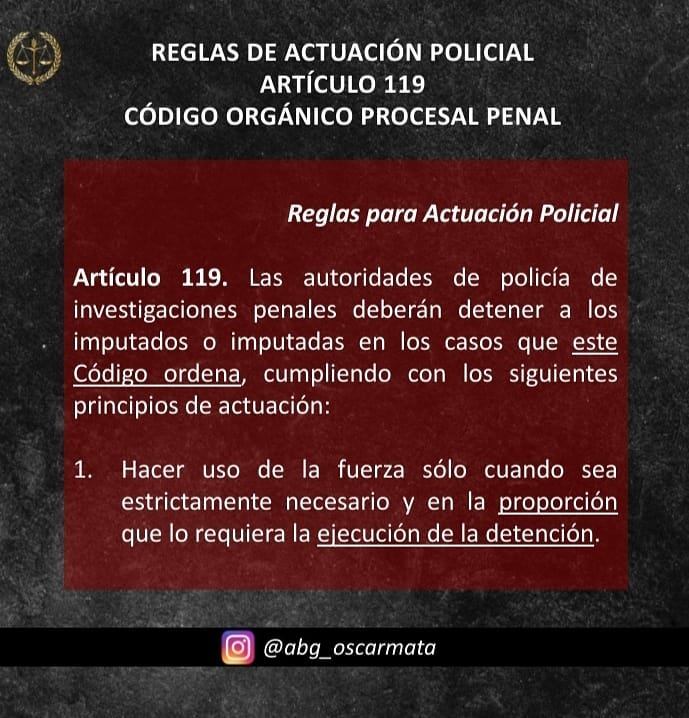 REGLAS DE ACTUACIÓN POLICIAL
ARTÍCULO 119
CÓDIGO ORGÁNICO PROCESAL PENAL
Reglas para Actuación Policial
Artículo 119. Las autoridades de policía de
investigaciones penales deberán detener a los
imputados o imputadas en los casos que este
Código ordena, cumpliendo con los siguientes
principios de actuación:
1. Hacer uso de la fuerza sólo cuando sea
estrictamente necesario y en la proporción
que lo requiera la ejecución de la detención.
@abg_oscarmata